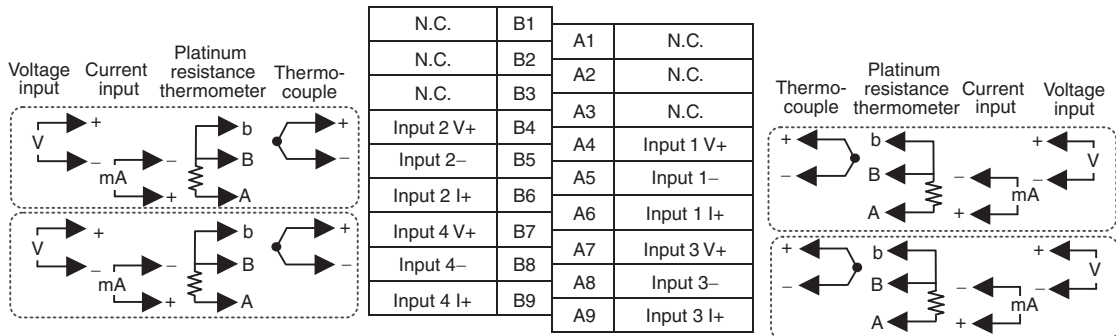 Voltage input
Current input
Platinum resistance thermometer
Thermo-couple
V
+
−
mA
−
+
b
B
A
+
−
V
+
−
mA
−
+
b
B
A
+
−
N.C. B1
N.C. B2
N.C. B3
Input 2 V+ B4
Input 2− B5
Input 2 I+ B6
Input 4 V+ B7
Input 4− B8
Input 4 I+ B9
A1 N.C.
A2 N.C.
A3 N.C.
A4 Input 1 V+
A5 Input 1−
A6 Input 1 I+
A7 Input 3 V+
A8 Input 3−
A9 Input 3 I+
Thermo-couple
Platinum resistance thermometer
Current input
Voltage input
+
−
b
B
A
−
+
mA
+
−
V
+
−
b
B
A
−
+
mA
+
−
V